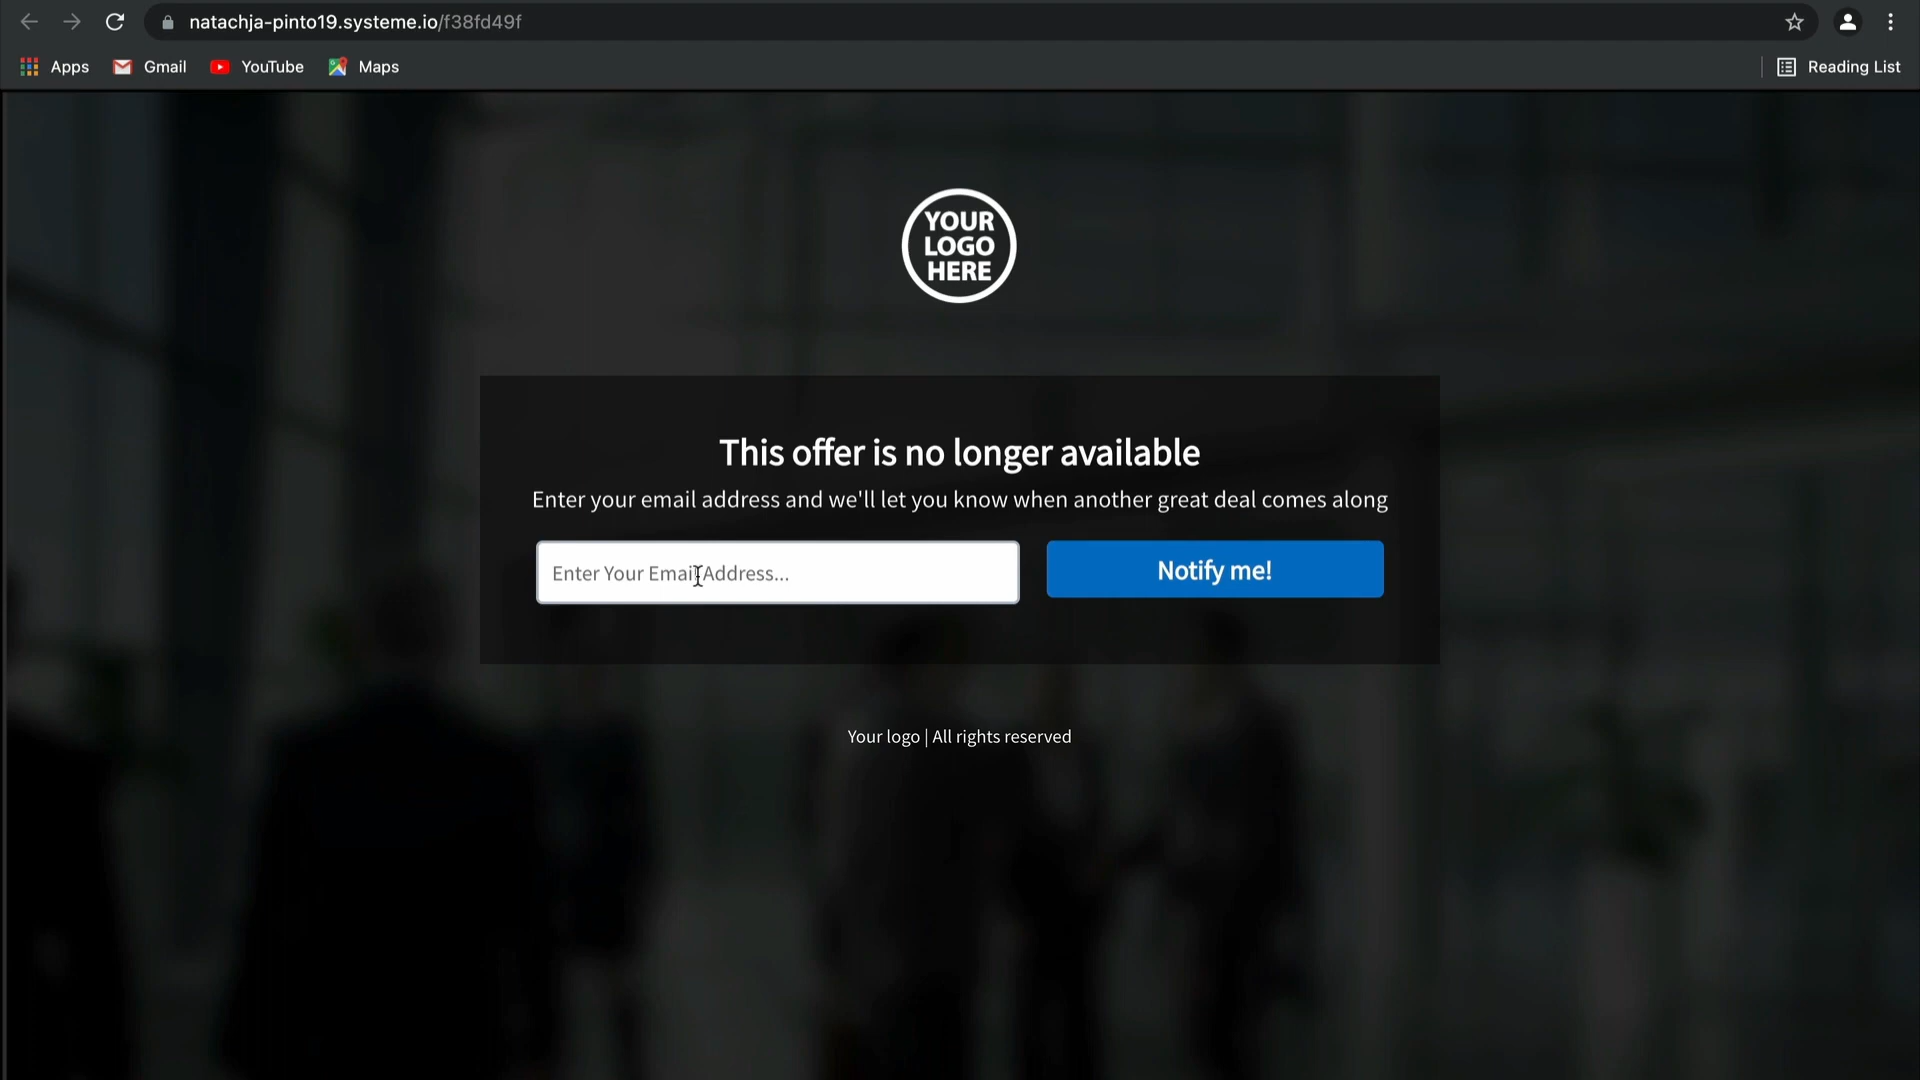 natachja-pinto19.systeme.io/f38fd49f
Apps
Gmail
YouTube
Maps
Reading List
YOUR
LOGO
HERE
This offer is no longer available
Enter your email address and we'll let you know when another great deal comes along
Enter Your Email Address...
Notify me!
Your logo | All rights reserved